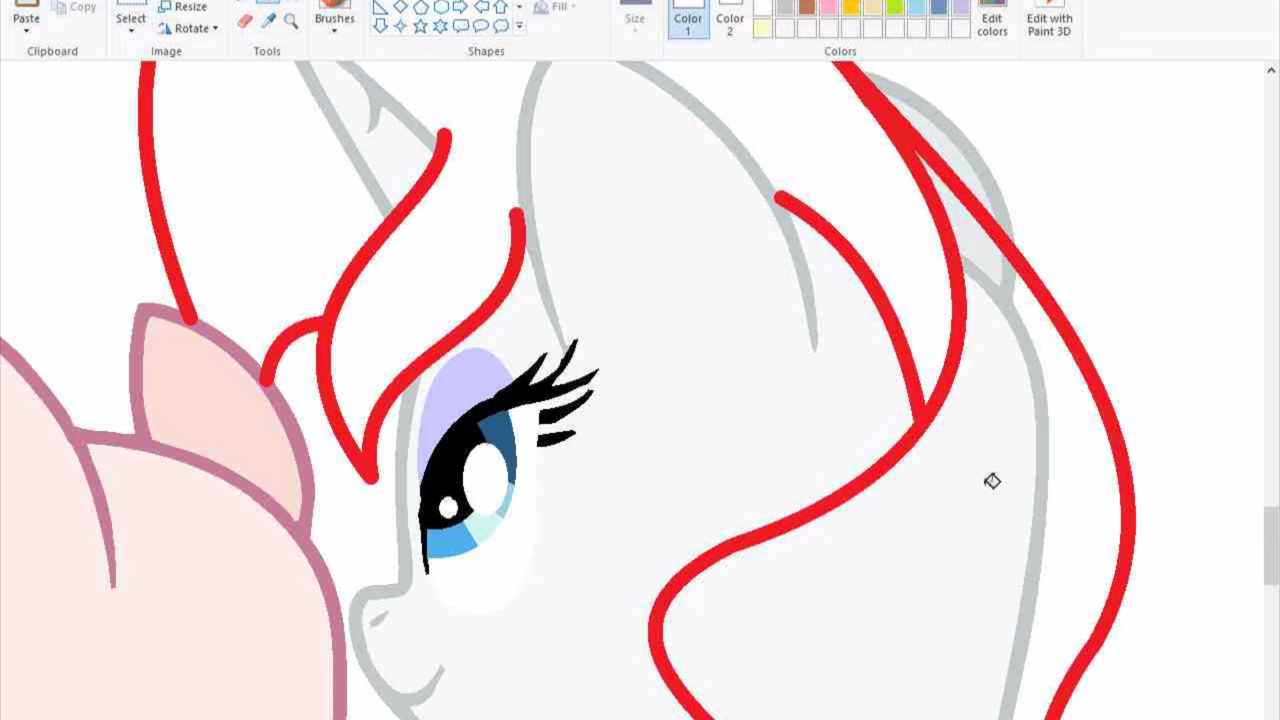 Paste
Copy
Select
Resize
Rotate
Brushes
Fill
Size
Color 1
Color 2
Edit colors
Edit with Paint 3D
Clipboard
Image
Tools
Shapes
Colors